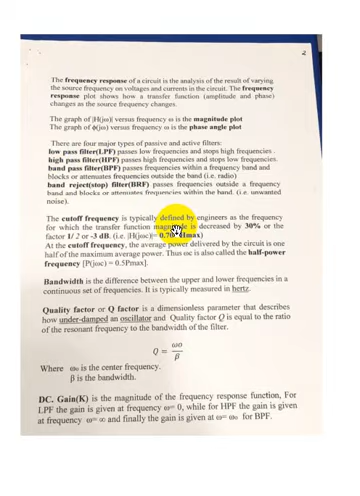 2
The frequency response of a circuit is the analysis of the result of varying
the source frequency on voltages and currents in the circuit. The frequency
response plot shows how a transfer function (amplitude and phase)
changes as the source frequency changes.
The graph of |H(jω)| versus frequency ω is the magnitude plot
The graph of ϕ(jω) versus frequency ω is the phase angle plot
There are four major types of passive and active filters:
low pass filter(LPF) passes low frequencies and stops high frequencies .
high pass filter(HPF) passes high frequencies and stops low frequencies.
band pass filter(BPF) passes frequencies within a frequency band and
blocks or attenuates frequencies outside the band (i.e. radio).
band reject(stop) filter(BRF) passes frequencies outside a frequency
band and blocks or attenuates frequencies within the band. (i.e. unwanted
noise).
The cutoff frequency is typically defined by engineers as the frequency
for which the transfer function magnitude is decreased by 30% or the
factor 1/ 2 or -3 dB. (i.e. |H(jωc)|= Hmax)
At the cutoff frequency, the average power delivered by the circuit is one
half of the maximum average power. Thus ωc is also called the half-power
frequency [P(jωc) = 0.5Pmax].
Bandwidth is the difference between the upper and lower frequencies in a
continuous set of frequencies. It is typically measured in hertz.
Quality factor or Q factor is a dimensionless parameter that describes
how under-damped an oscillator and Quality factor Q is equal to the ratio
of the resonant frequency to the bandwidth of the filter.
Q = ωo / β
Where ωo is the center frequency.
β is the bandwidth.
DC. Gain(K) is the magnitude of the frequency response function, For
LPF the gain is given at frequency ω= 0, while for HPF the gain is given
at frequency ω= ∞ and finally the gain is given at ω= ωo for BPF.